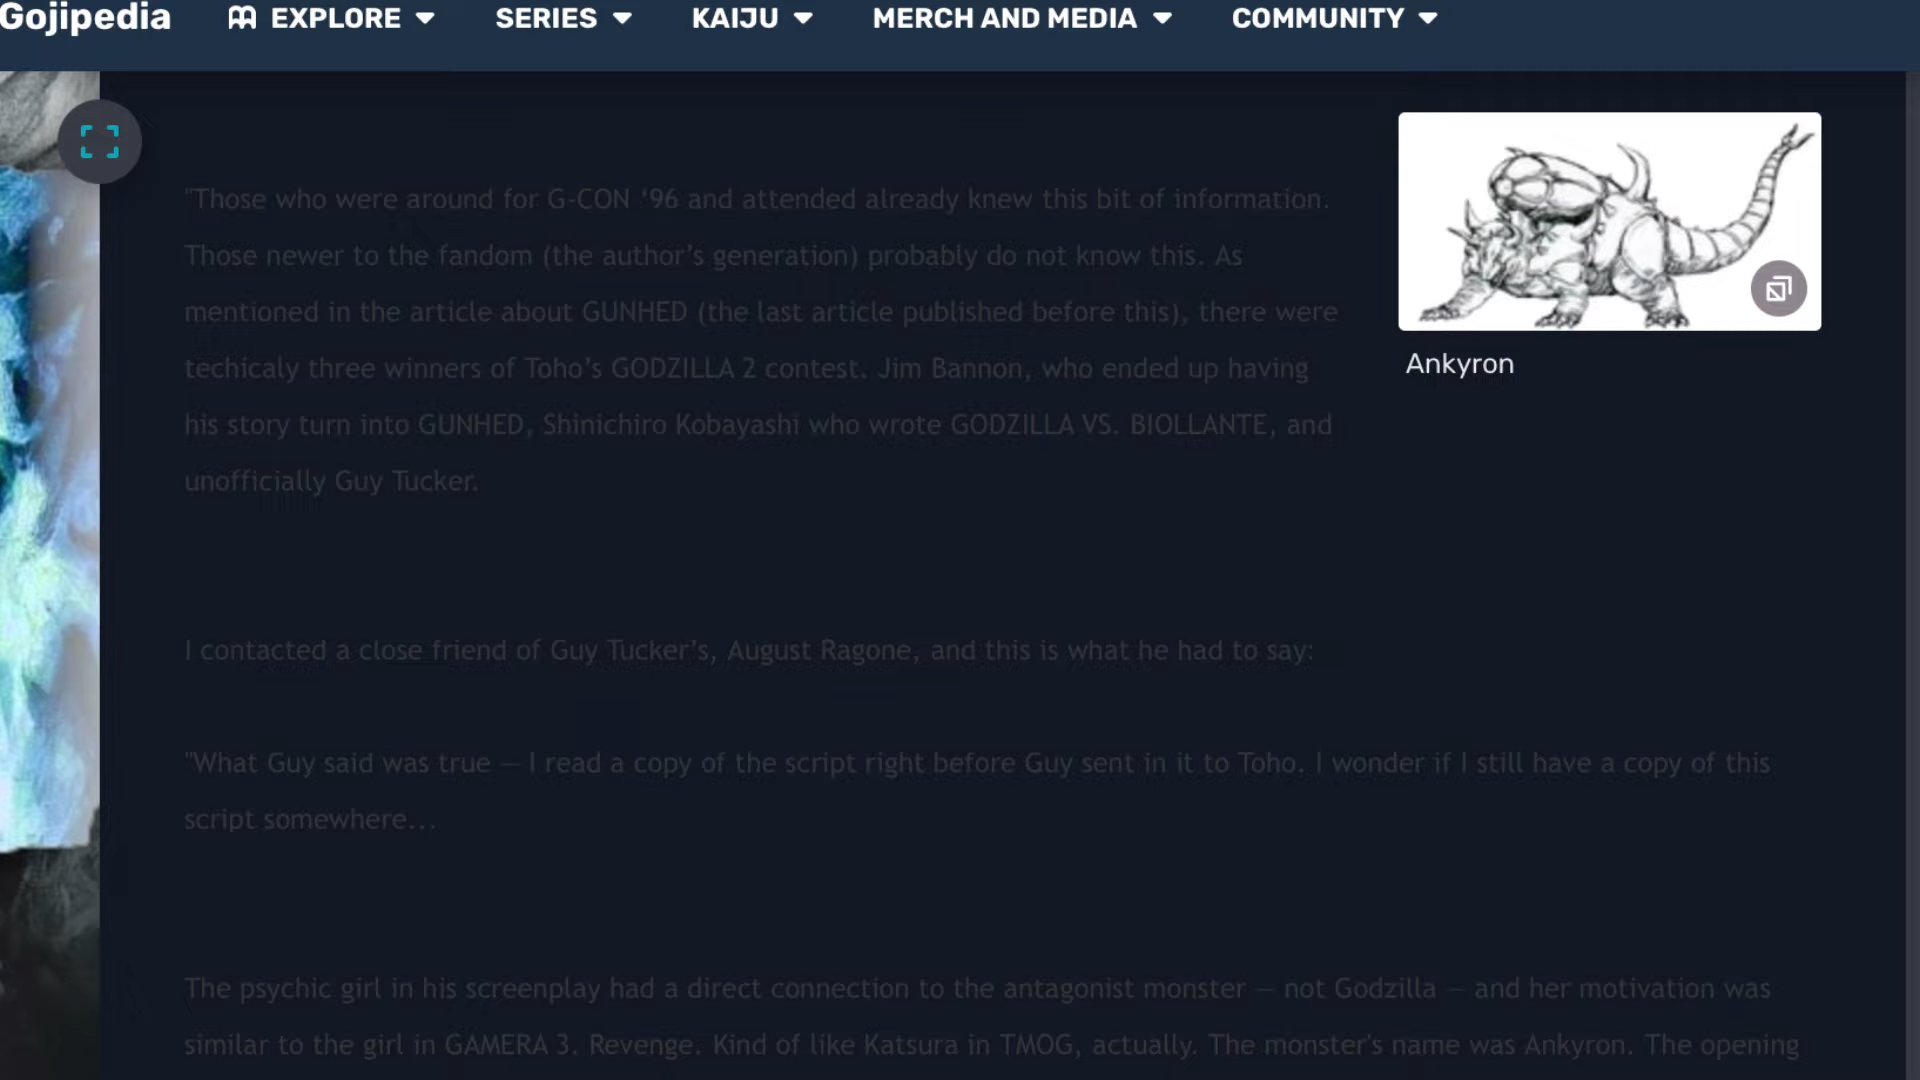 Gojipedia EXPLORE SERIES KAIJU MERCH AND MEDIA COMMUNITY
"Those who were around for G-CON ‘96 and attended already knew this bit of information.
Those newer to the fandom (the author’s generation) probably do not know this. As
mentioned in the article about GUNHED (the last article published before this), there were
techicaly three winners of Toho’s GODZILLA 2 contest. Jim Bannon, who ended up having
his story turn into GUNHED, Shinichiro Kobayashi who wrote GODZILLA VS. BIOLLANTE, and
unofficially Guy Tucker.
Ankyron
I contacted a close friend of Guy Tucker’s, August Ragone, and this is what he had to say:
"What Guy said was true — I read a copy of the script right before Guy sent in it to Toho. I wonder if I still have a copy of this
script somewhere...
The psychic girl in his screenplay had a direct connection to the antagonist monster — not Godzilla — and her motivation was
similar to the girl in GAMERA 3. Revenge. Kind of like Katsura in TMOG, actually. The monster's name was Ankyron. The opening